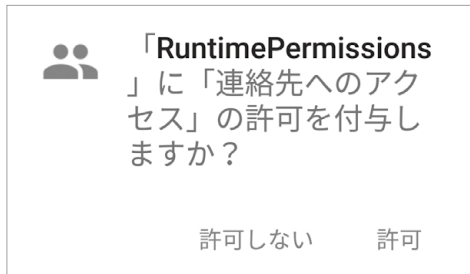 「RuntimePermissions
」に「連絡先へのアク
セス」の許可を付与し
ますか？
許可しない 許可